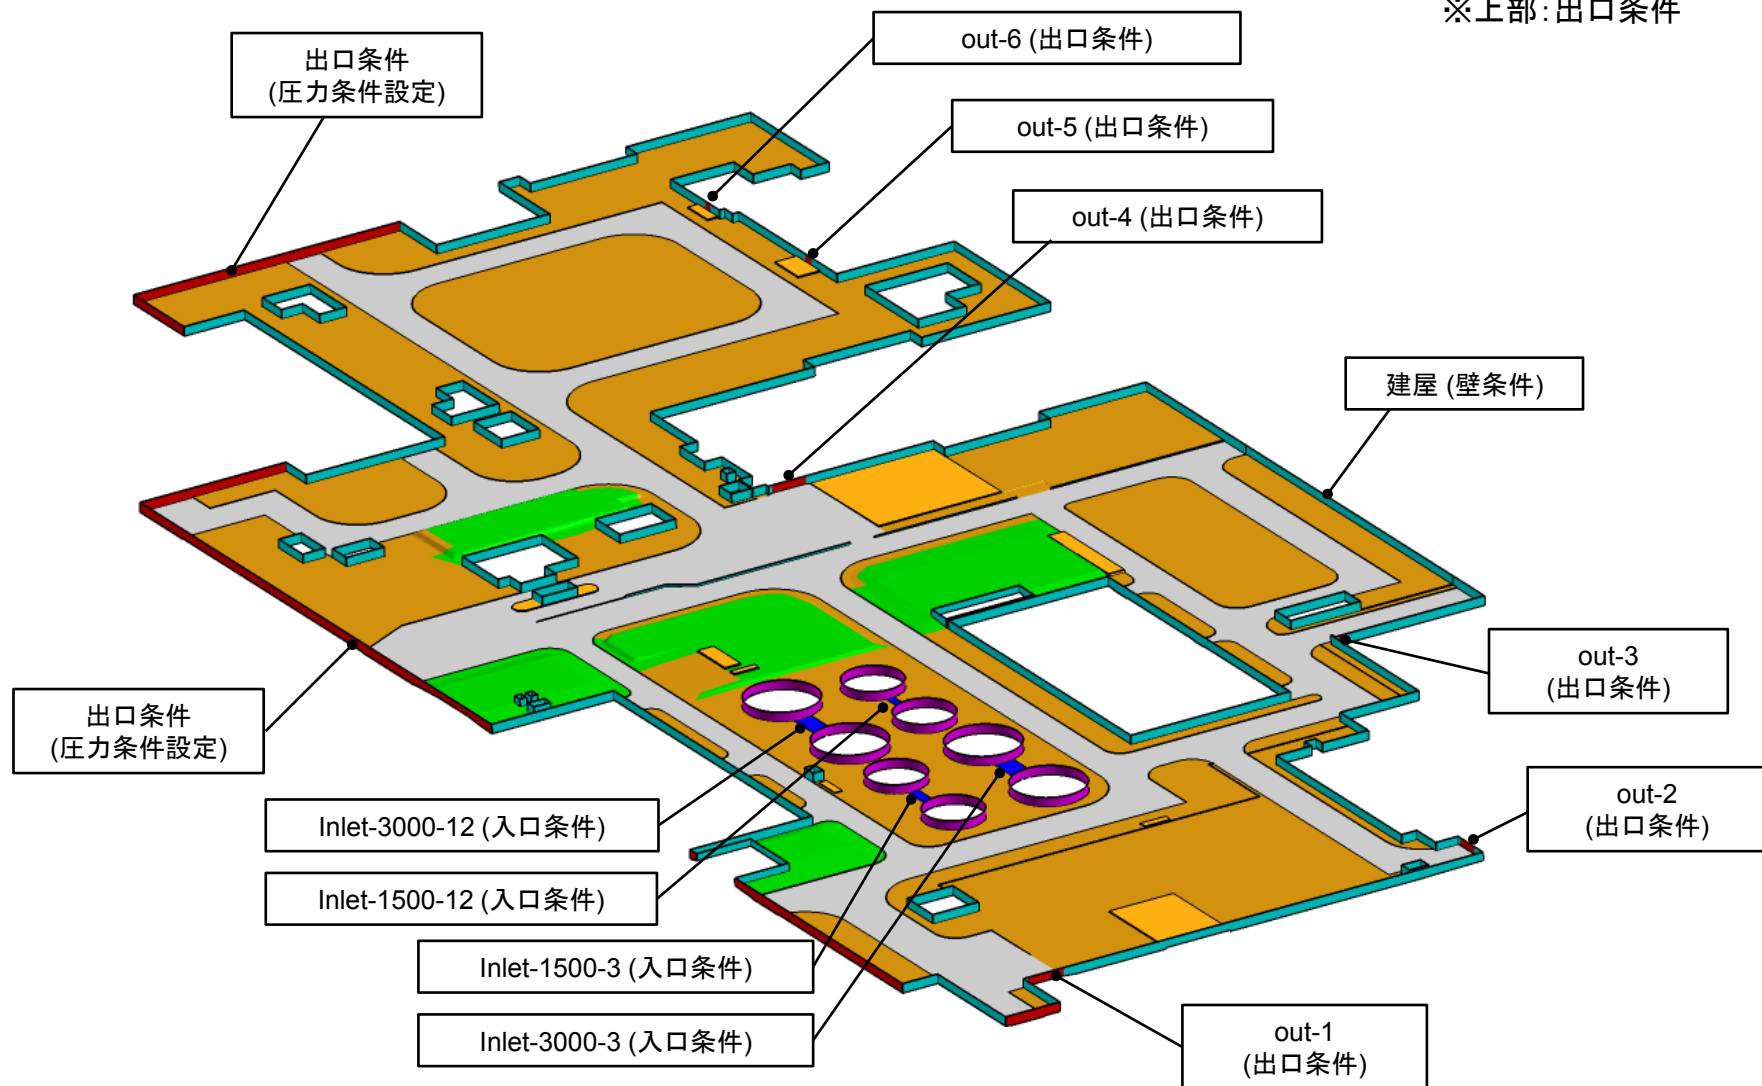 ※上部:出口条件
出口条件
(圧力条件設定)
out-6 (出口条件)
out-5 (出口条件)
out-4 (出口条件)
建屋 (壁条件)
out-3
(出口条件)
出口条件
(圧力条件設定)
out-2
(出口条件)
Inlet-3000-12 (入口条件)
Inlet-1500-12 (入口条件)
Inlet-1500-3 (入口条件)
Inlet-3000-3 (入口条件)
out-1
(出口条件)